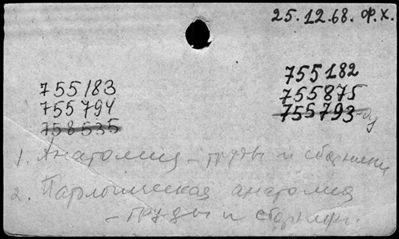 25.12.68. Ф.Х.
755183
755794
758535
755182
755875
755793
1. Анатомия - труды и сборники
2. Патологическая анатомия
- труды и сборники.